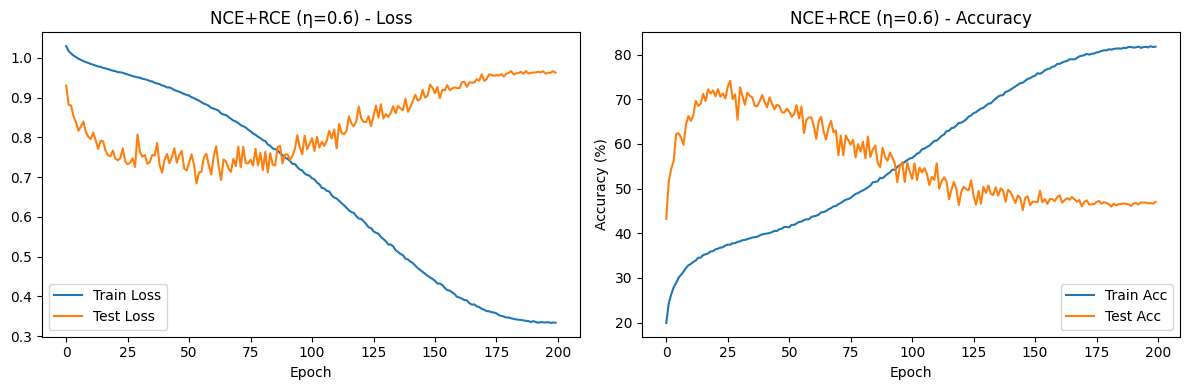 NCE+RCE (η=0.6) - Loss
1.0
0.9
0.8
0.7
0.6
0.5
0.4
0.3
Train Loss
Test Loss
0 25 50 75 100 125 150 175 200
Epoch
NCE+RCE (η=0.6) - Accuracy
Accuracy (%)
80
70
60
50
40
30
20
Train Acc
Test Acc
0 25 50 75 100 125 150 175 200
Epoch